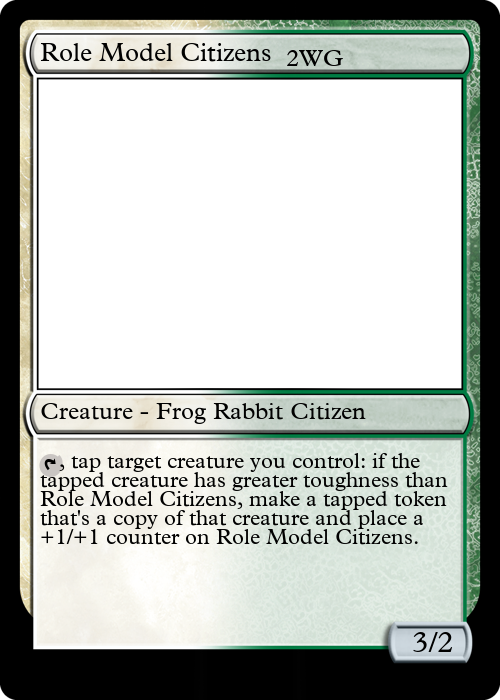 Role Model Citizens 2WG
Creature - Frog Rabbit Citizen
, tap target creature you control: if the
tapped creature has greater toughness than
Role Model Citizens, make a tapped token
that's a copy of that creature and place a
+1/+1 counter on Role Model Citizens.
3/2